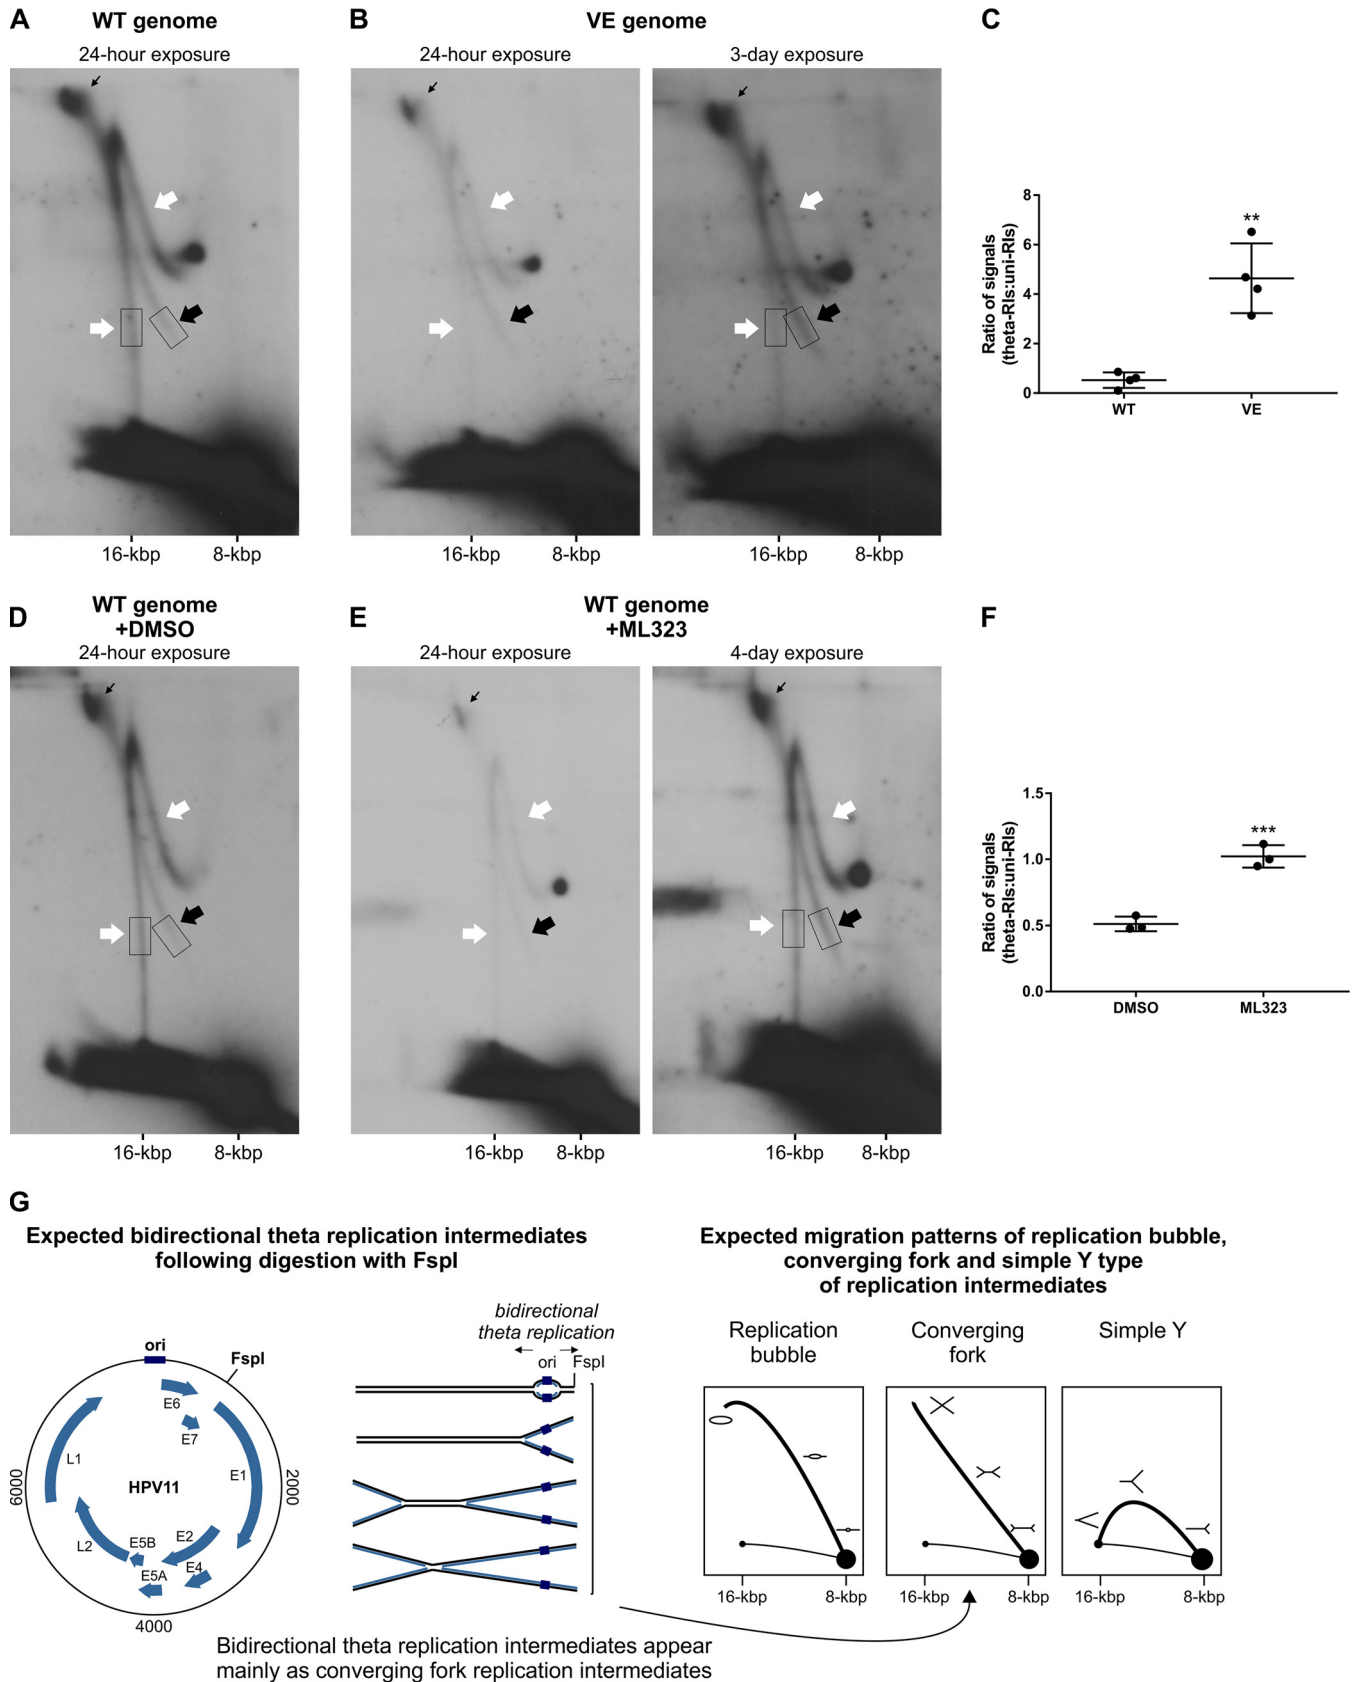 A
WT genome
24-hour exposure
16-kbp
8-kbp
B
VE genome
24-hour exposure
3-day exposure
16-kbp
8-kbp
16-kbp
8-kbp
C
Ratio of signals
(theta-RIs:uni-RIs)
8
6
4
2
0
**
WT
VE
D
WT genome
+DMSO
24-hour exposure
16-kbp
8-kbp
E
WT genome
+ML323
24-hour exposure
4-day exposure
16-kbp
8-kbp
16-kbp
8-kbp
F
Ratio of signals
(theta-RIs:uni-RIs)
1.5
1.0
0.5
0.0
***
DMSO
ML323
G
Expected bidirectional theta replication intermediates
following digestion with FspI
ori
FspI
E6
E7
L1
E1
6000
HPV11
2000
L2
E5B
E2
E5A
E4
4000
bidirectional
theta replication
ori
FspI
Bidirectional theta replication intermediates appear
mainly as converging fork replication intermediates
Expected migration patterns of replication bubble,
converging fork and simple Y type
of replication intermediates
Replication
bubble
Converging
fork
Simple Y
16-kbp
8-kbp
16-kbp
8-kbp
16-kbp
8-kbp